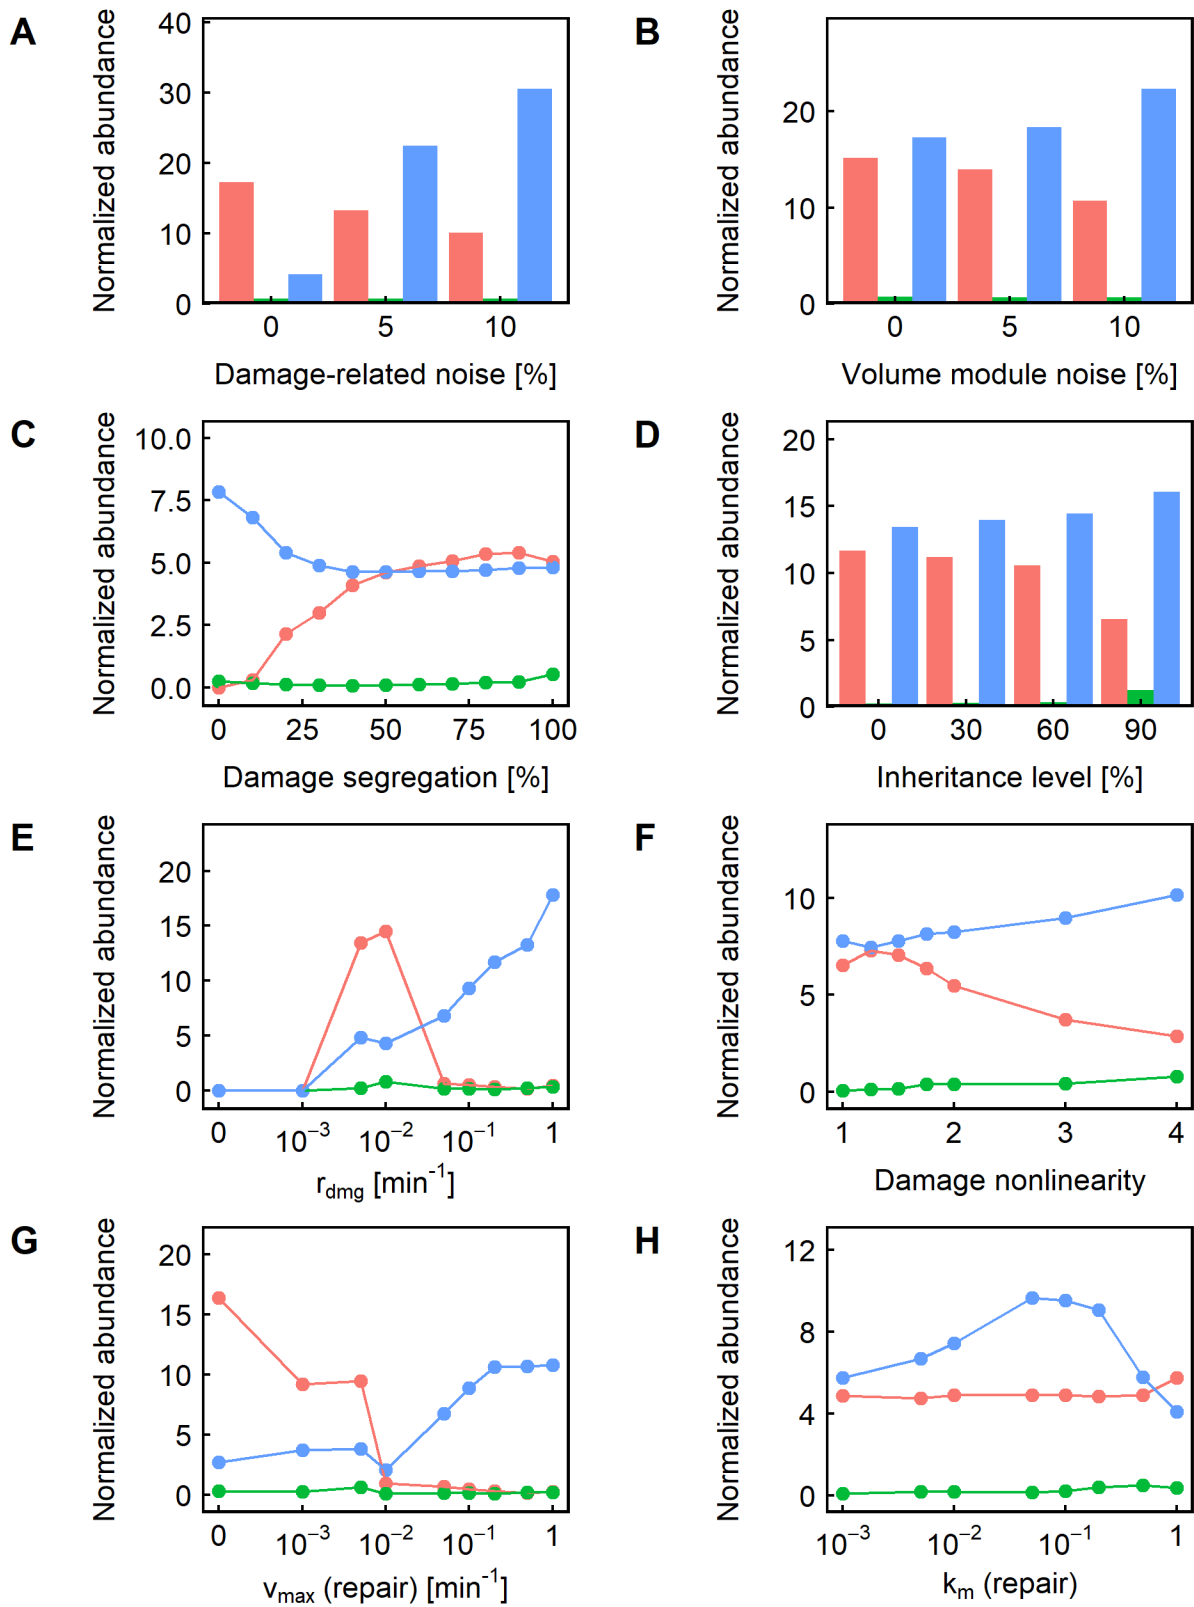 A
Normalized abundance
40
30
20
10
0
0 5 10
Damage-related noise [%]
B
Normalized abundance
20
10
0
0 5 10
Volume module noise [%]
C
Normalized abundance
10.0
7.5
5.0
2.5
0.0
0 25 50 75 100
Damage segregation [%]
D
Normalized abundance
20
15
10
5
0
0 30 60 90
Inheritance level [%]
E
Normalized abundance
20
15
10
5
0
0 10⁻³ 10⁻² 10⁻¹ 1
r_dmg [min⁻¹]
F
Normalized abundance
10
5
0
1 2 3 4
Damage nonlinearity
G
Normalized abundance
20
15
10
5
0
0 10⁻³ 10⁻² 10⁻¹ 1
v_max (repair) [min⁻¹]
H
Normalized abundance
12
8
4
0
10⁻³ 10⁻² 10⁻¹ 1
k_m (repair)